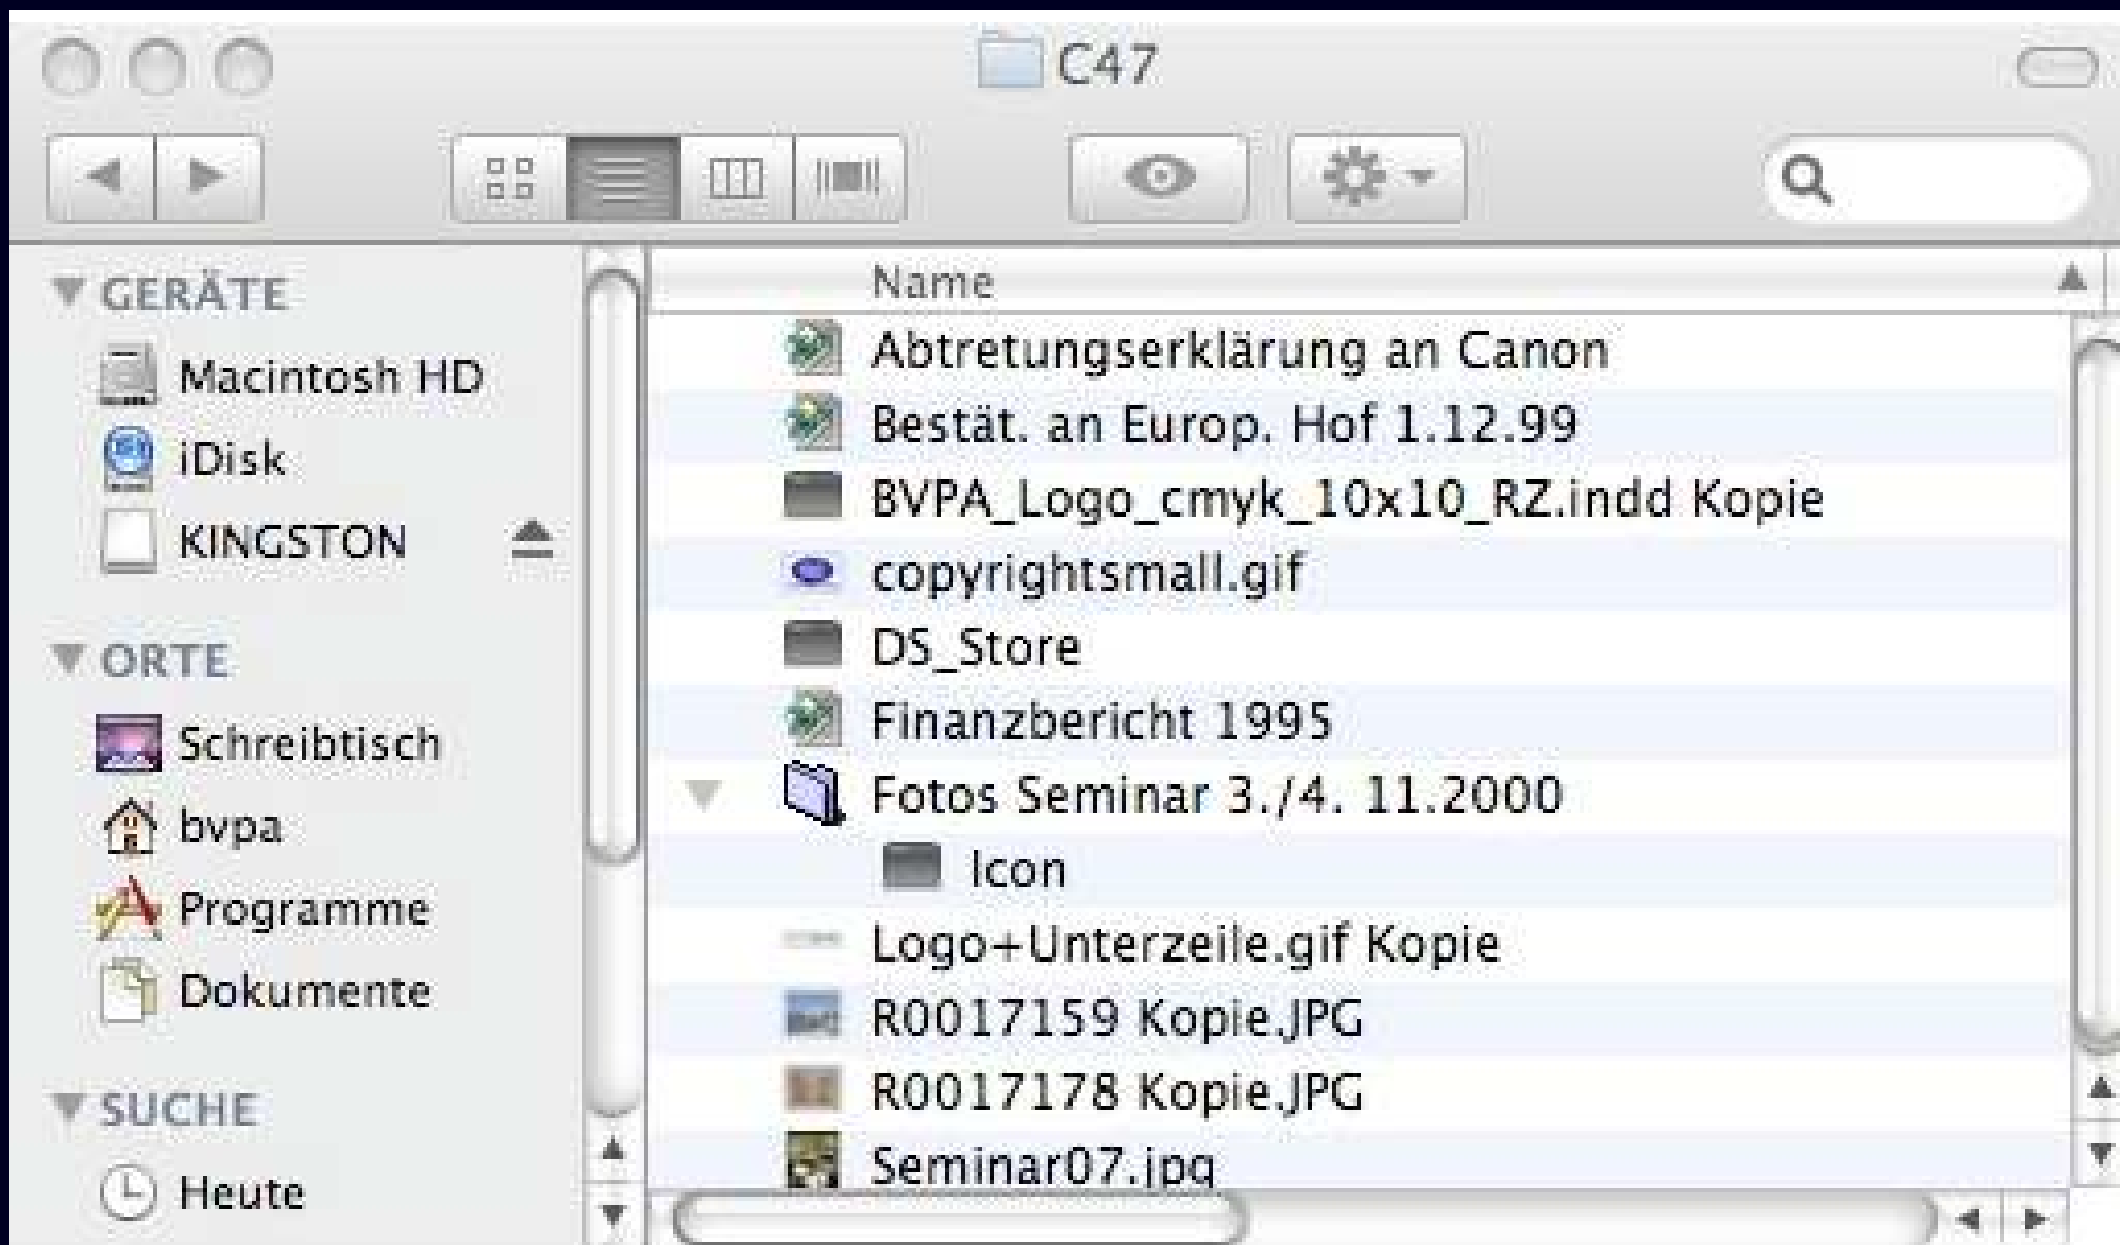 C47
GERÄTE
Macintosh HD
iDisk
KINGSTON
ORTE
Schreibtisch
bvpa
Programme
Dokumente
SUCHE
Heute
Name
Abtretungserklärung an Canon
Bestät. an Europ. Hof 1.12.99
BVPA_Logo_cmyk_10x10_RZ.indd Kopie
copyrightsmall.gif
DS_Store
Finanzbericht 1995
Fotos Seminar 3./4. 11.2000
Icon
Logo+Unterzeile.gif Kopie
R0017159 Kopie.JPG
R0017178 Kopie.JPG
Seminar07.jpg